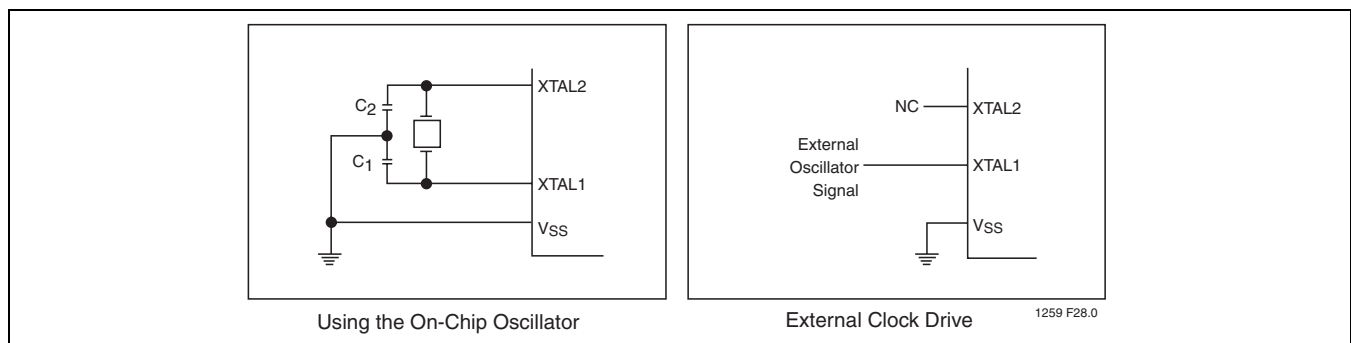 XTAL2
C2
C1
XTAL1
VSS
Using the On-Chip Oscillator
NC
XTAL2
External
Oscillator
Signal
XTAL1
VSS
External Clock Drive
1259 F28.0